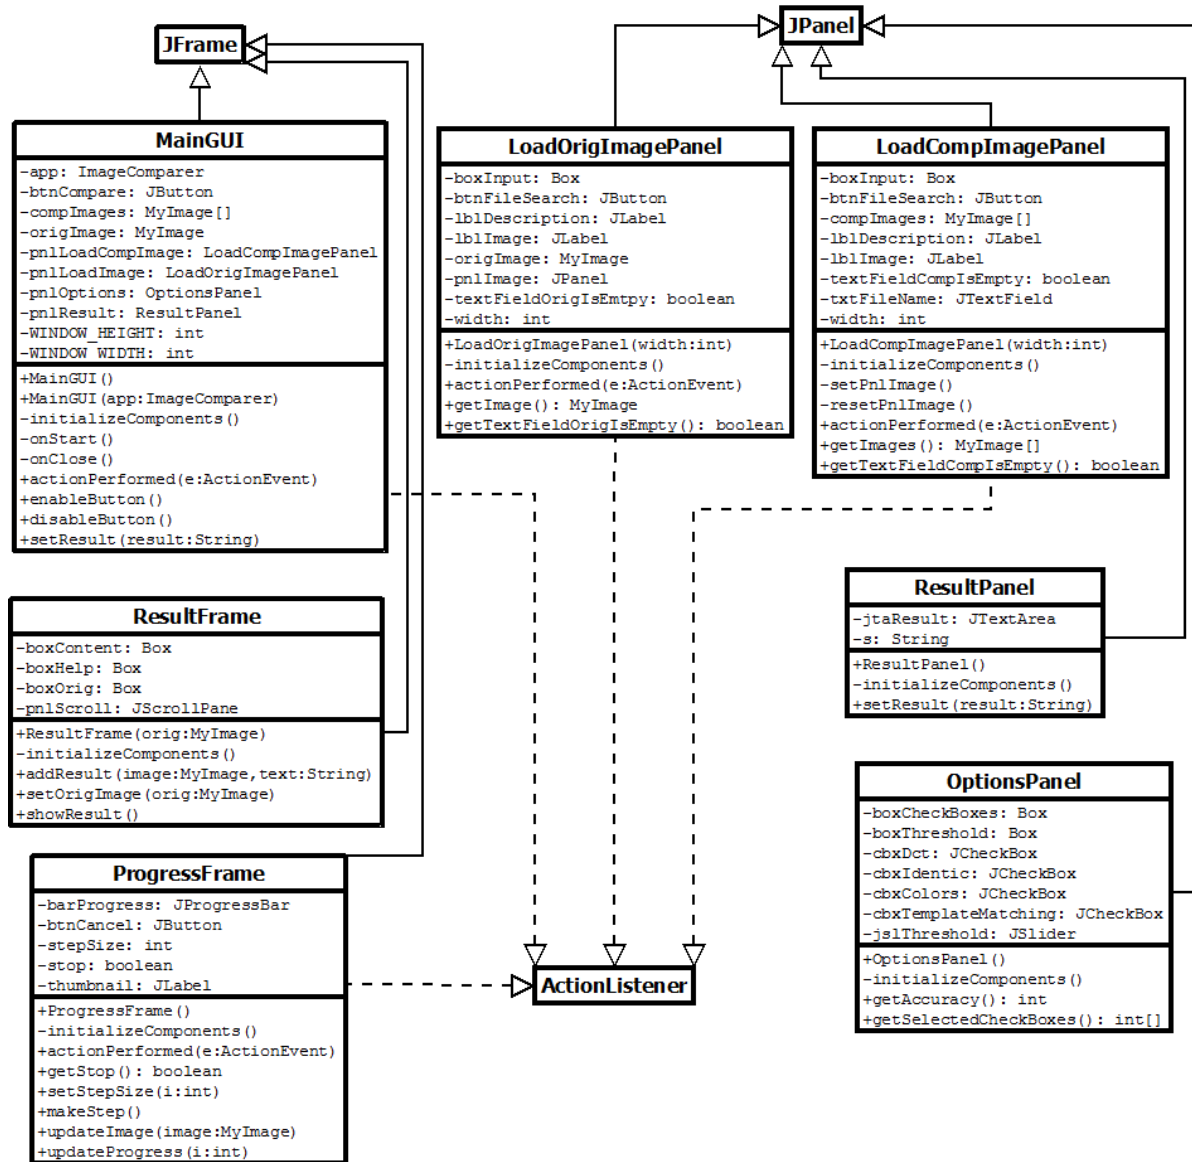 JFrame
JPanel
MainGUI
-app: ImageComparer
-btnCompare: JButton
-compImages: MyImage[]
-origImage: MyImage
-pnlLoadCompImage: LoadCompImagePanel
-pnlLoadImage: LoadOrigImagePanel
-pnlOptions: OptionsPanel
-pnlResult: ResultPanel
-WINDOW_HEIGHT: int
-WINDOW_WIDTH: int
+MainGUI()
+MainGUI(app:ImageComparer)
-initializeComponents()
-onStart()
-onClose()
+actionPerformed(e:ActionEvent)
+enableButton()
+disableButton()
+setResult(result:String)
LoadOrigImagePanel
-boxInput: Box
-btnFileSearch: JButton
-lblDescription: JLabel
-lblImage: JLabel
-origImage: MyImage
-pnlImage: JPanel
-textFieldOrigIsEmtpy: boolean
-width: int
+LoadOrigImagePanel(width:int)
-initializeComponents()
+actionPerformed(e:ActionEvent)
+getImage(): MyImage
+getTextFieldOrigIsEmpty(): boolean
LoadCompImagePanel
-boxInput: Box
-btnFileSearch: JButton
-compImages: MyImage[]
-lblDescription: JLabel
-lblImage: JLabel
-textFieldCompIsEmpty: boolean
-txtFileName: JTextField
-width: int
+LoadCompImagePanel(width:int)
-initializeComponents()
-setPnlImage()
-resetPnlImage()
+actionPerformed(e:ActionEvent)
+getImages(): MyImage[]
+getTextFieldCompIsEmpty(): boolean
ResultFrame
-boxContent: Box
-boxHelp: Box
-boxOrig: Box
-pnlScroll: JScrollPane
+ResultFrame(orig:MyImage)
-initializeComponents()
+addResult(image:MyImage,text:String)
+setOrigImage(orig:MyImage)
+showResult()
ResultPanel
-jtaResult: JTextArea
-s: String
+ResultPanel()
-initializeComponents()
+setResult(result:String)
OptionsPanel
-boxCheckBoxes: Box
-boxThreshold: Box
-cbxDct: JCheckBox
-cbxIdentic: JCheckBox
-cbxColors: JCheckBox
-cbxTemplateMatching: JCheckBox
-jslThreshold: JSlider
+OptionsPanel()
-initializeComponents()
+getAccuracy(): int
+getSelectedCheckBoxes(): int[]
ProgressFrame
-barProgress: JProgressBar
-btnCancel: JButton
-stepSize: int
-stop: boolean
-thumbnail: JLabel
+ProgressFrame()
-initializeComponents()
+actionPerformed(e:ActionEvent)
+getStop(): boolean
+setStepSize(i:int)
+makeStep()
+updateImage(image:MyImage)
+updateProgress(i:int)
ActionListener